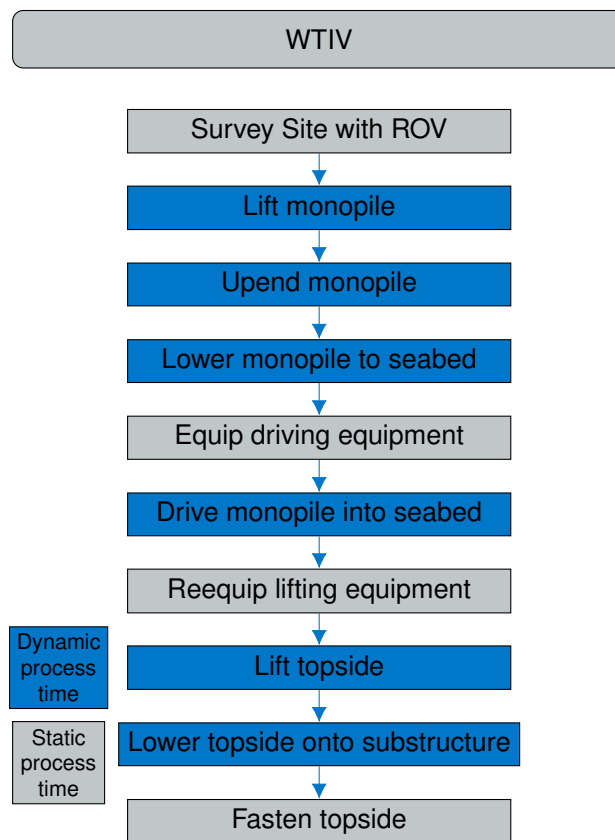 WTIV
Survey Site with ROV
Lift monopile
Upend monopile
Lower monopile to seabed
Equip driving equipment
Drive monopile into seabed
Reequip lifting equipment
Dynamic
process
time
Lift topside
Static
process
time
Lower topside onto substructure
Fasten topside